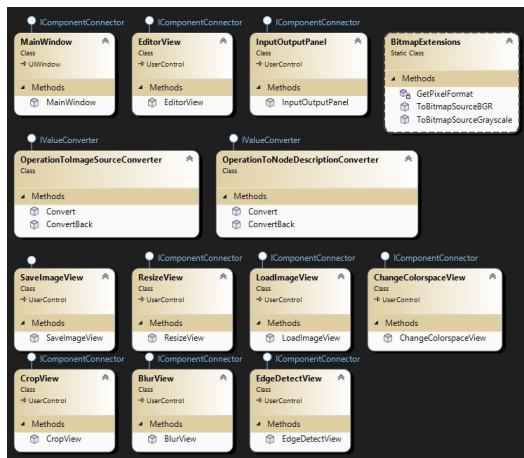 IComponentConnector
MainWindow
Class
UiWindow
Methods
MainWindow
IComponentConnector
EditorView
Class
UserControl
Methods
EditorView
IComponentConnector
InputOutputPanel
Class
UserControl
Methods
InputOutputPanel
BitmapExtensions
Static Class
Methods
GetPixelFormat
ToBitmapSourceBGR
ToBitmapSourceGrayscale
IValueConverter
OperationToImageSourceConverter
Class
Methods
Convert
ConvertBack
IValueConverter
OperationToNodeDescriptionConverter
Class
Methods
Convert
ConvertBack
SaveImageView
Class
UserControl
Methods
SaveImageView
IComponentConnector
ResizeView
Class
UserControl
Methods
ResizeView
IComponentConnector
LoadImageView
Class
UserControl
Methods
LoadImageView
IComponentConnector
ChangeColorspaceView
Class
UserControl
Methods
ChangeColorspaceView
IComponentConnector
CropView
Class
UserControl
Methods
CropView
IComponentConnector
BlurView
Class
UserControl
Methods
BlurView
IComponentConnector
EdgeDetectView
Class
UserControl
Methods
EdgeDetectView